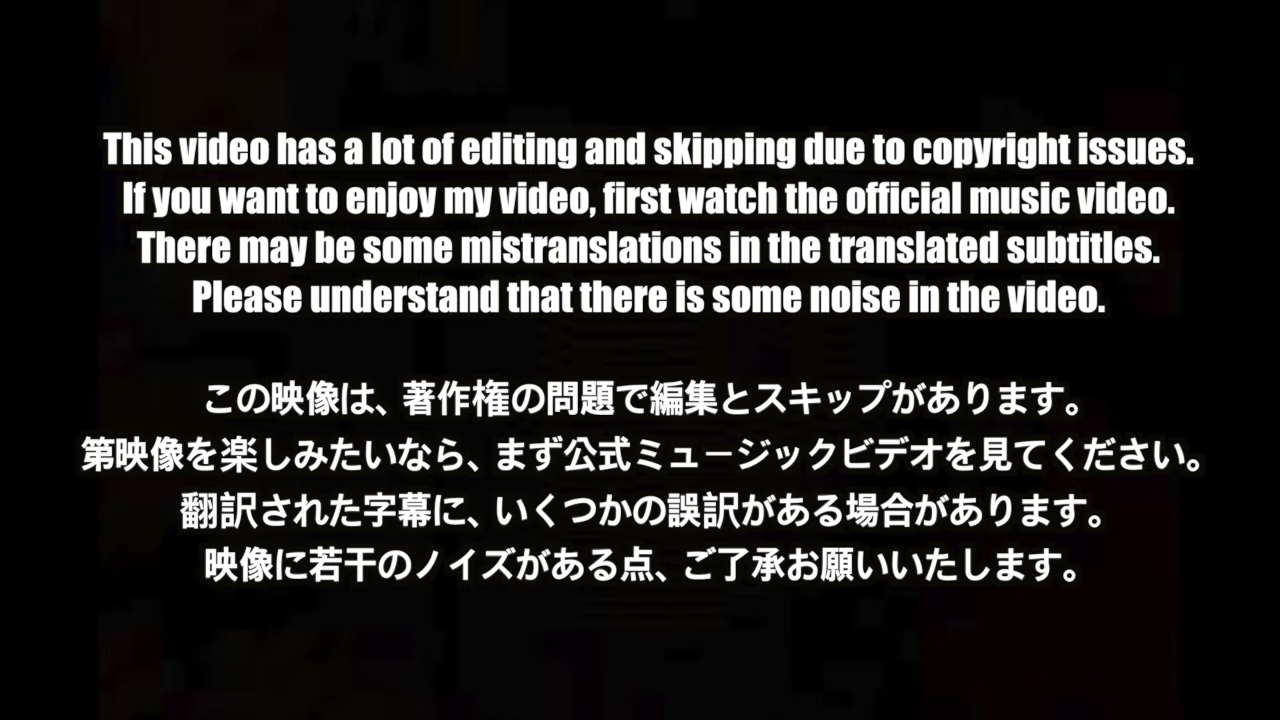 This video has a lot of editing and skipping due to copyright issues.
If you want to enjoy my video, first watch the official music video.
There may be some mistranslations in the translated subtitles.
Please understand that there is some noise in the video.
この映像は、著作権の問題で編集とスキップがあります。
第映像を楽しみたいなら、まず公式ミュージックビデオを見てください。
翻訳された字幕に、いくつかの誤訳がある場合があります。
映像に若干のノイズがある点、ご了承お願いいたします。